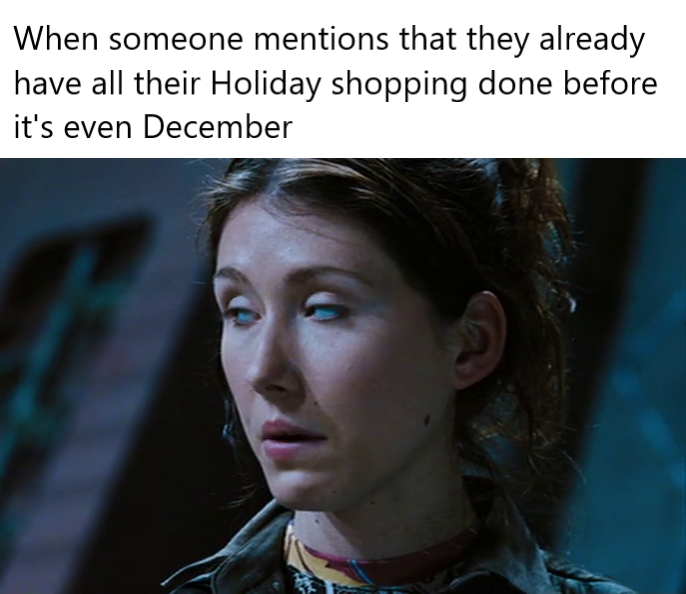 When someone mentions that they already
have all their Holiday shopping done before
it's even December